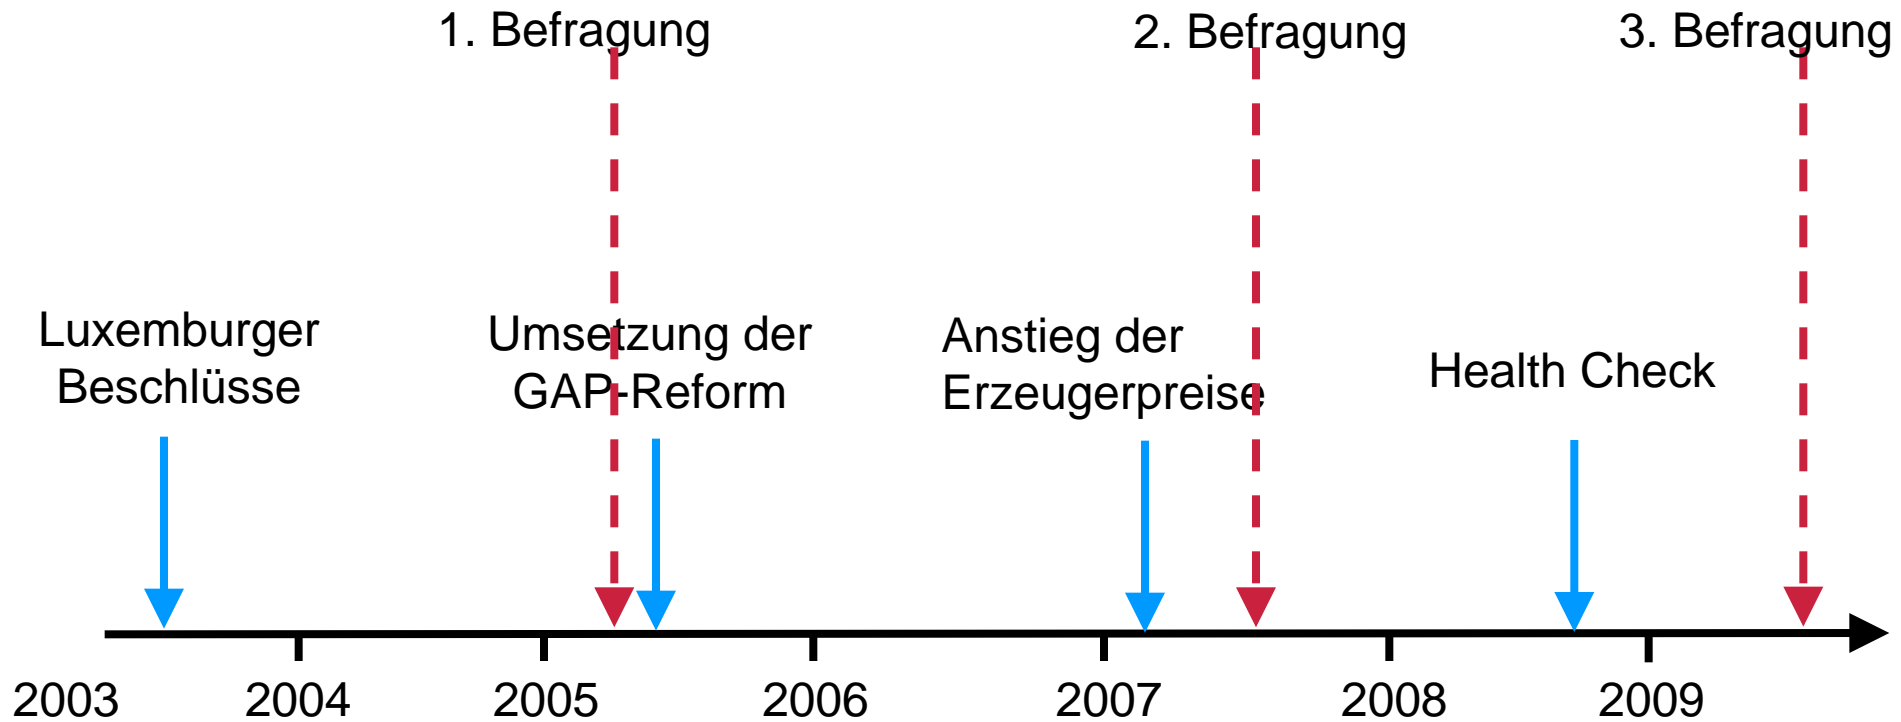 1. Befragung
2. Befragung
3. Befragung
Luxemburger
Beschlüsse
Umsetzung der
GAP-Reform
Anstieg der
Erzeugerpreise
Health Check
2003
2004
2005
2006
2007
2008
2009